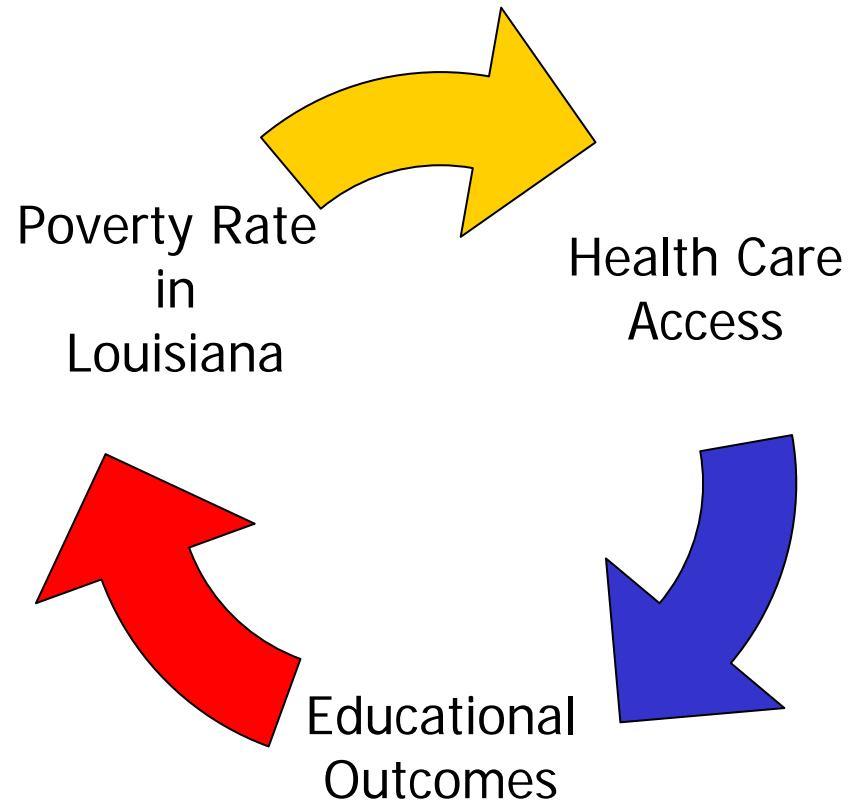 Poverty Rate
in
Louisiana
Health Care
Access
Educational
Outcomes